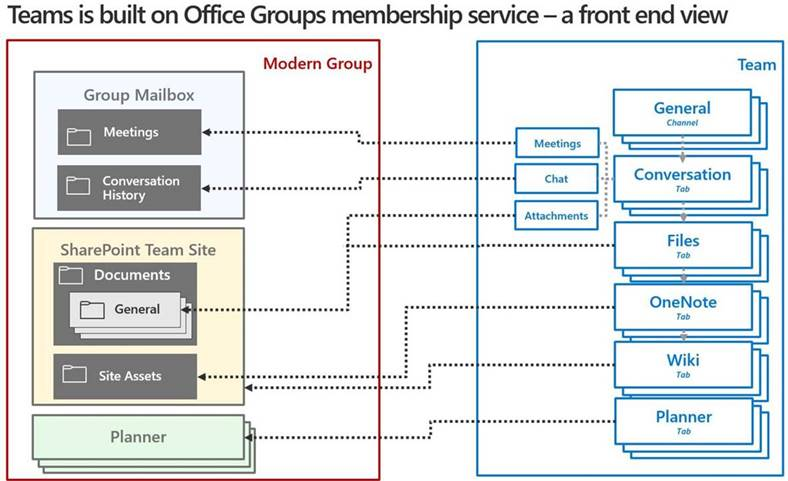 Teams is built on Office Groups membership service – a front end view
Modern Group
Group Mailbox
Meetings
Conversation
History
SharePoint Team Site
Documents
General
Site Assets
Planner
Team
General
Channel
Meetings
Chat
Attachments
Conversation
Tab
Files
Tab
OneNote
Tab
Wiki
Tab
Planner
Tab